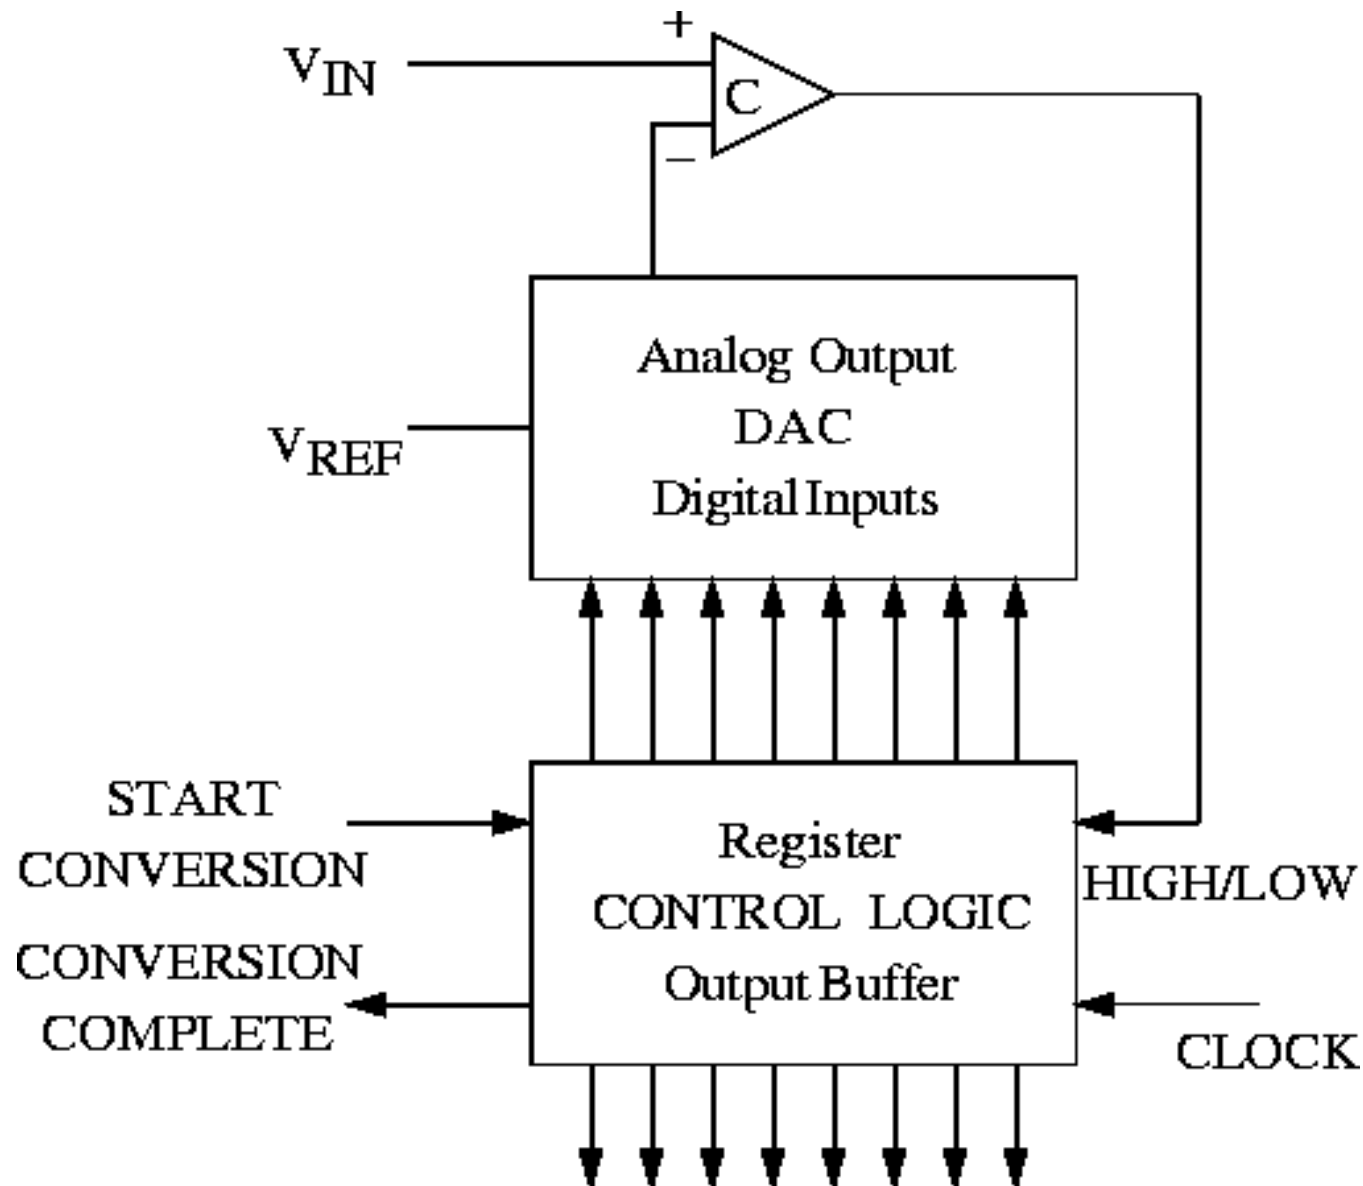 +
VIN
C
−
Analog Output
DAC
VREF
Digital Inputs
START
CONVERSION
Register
CONTROL LOGIC
Output Buffer
HIGH/LOW
CONVERSION
COMPLETE
CLOCK